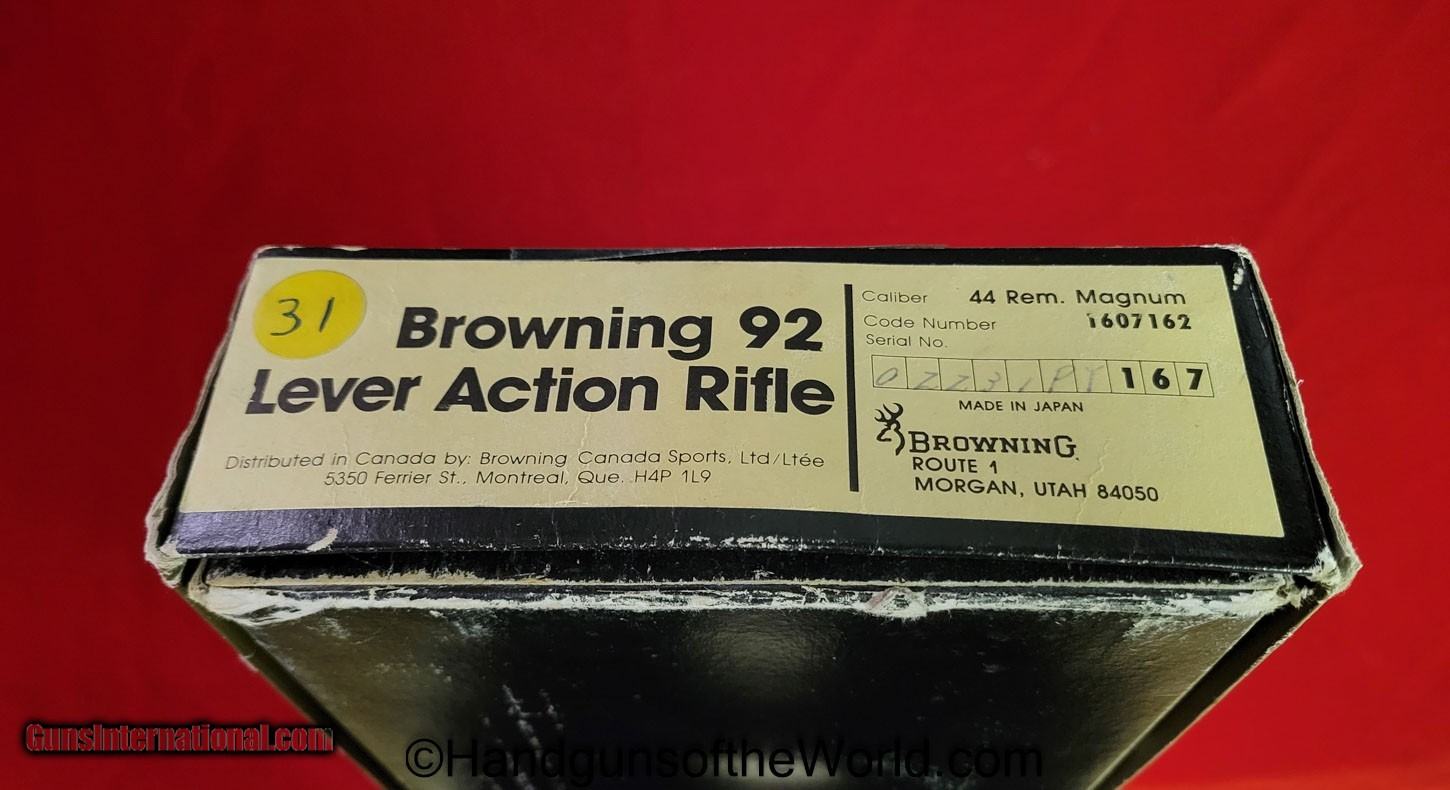 31
Browning 92
Lever Action Rifle
Distributed in Canada by: Browning Canada Sports, Ltd/Ltée
5350 Ferrier St., Montreal, Que. H4P 1L9
Caliber 44 Rem. Magnum
Code Number 1607162
Serial No.
167
MADE IN JAPAN
BROWNING
ROUTE 1
MORGAN, UTAH 84050
GunsInternational.com
©HandgunsoftheWorld.com